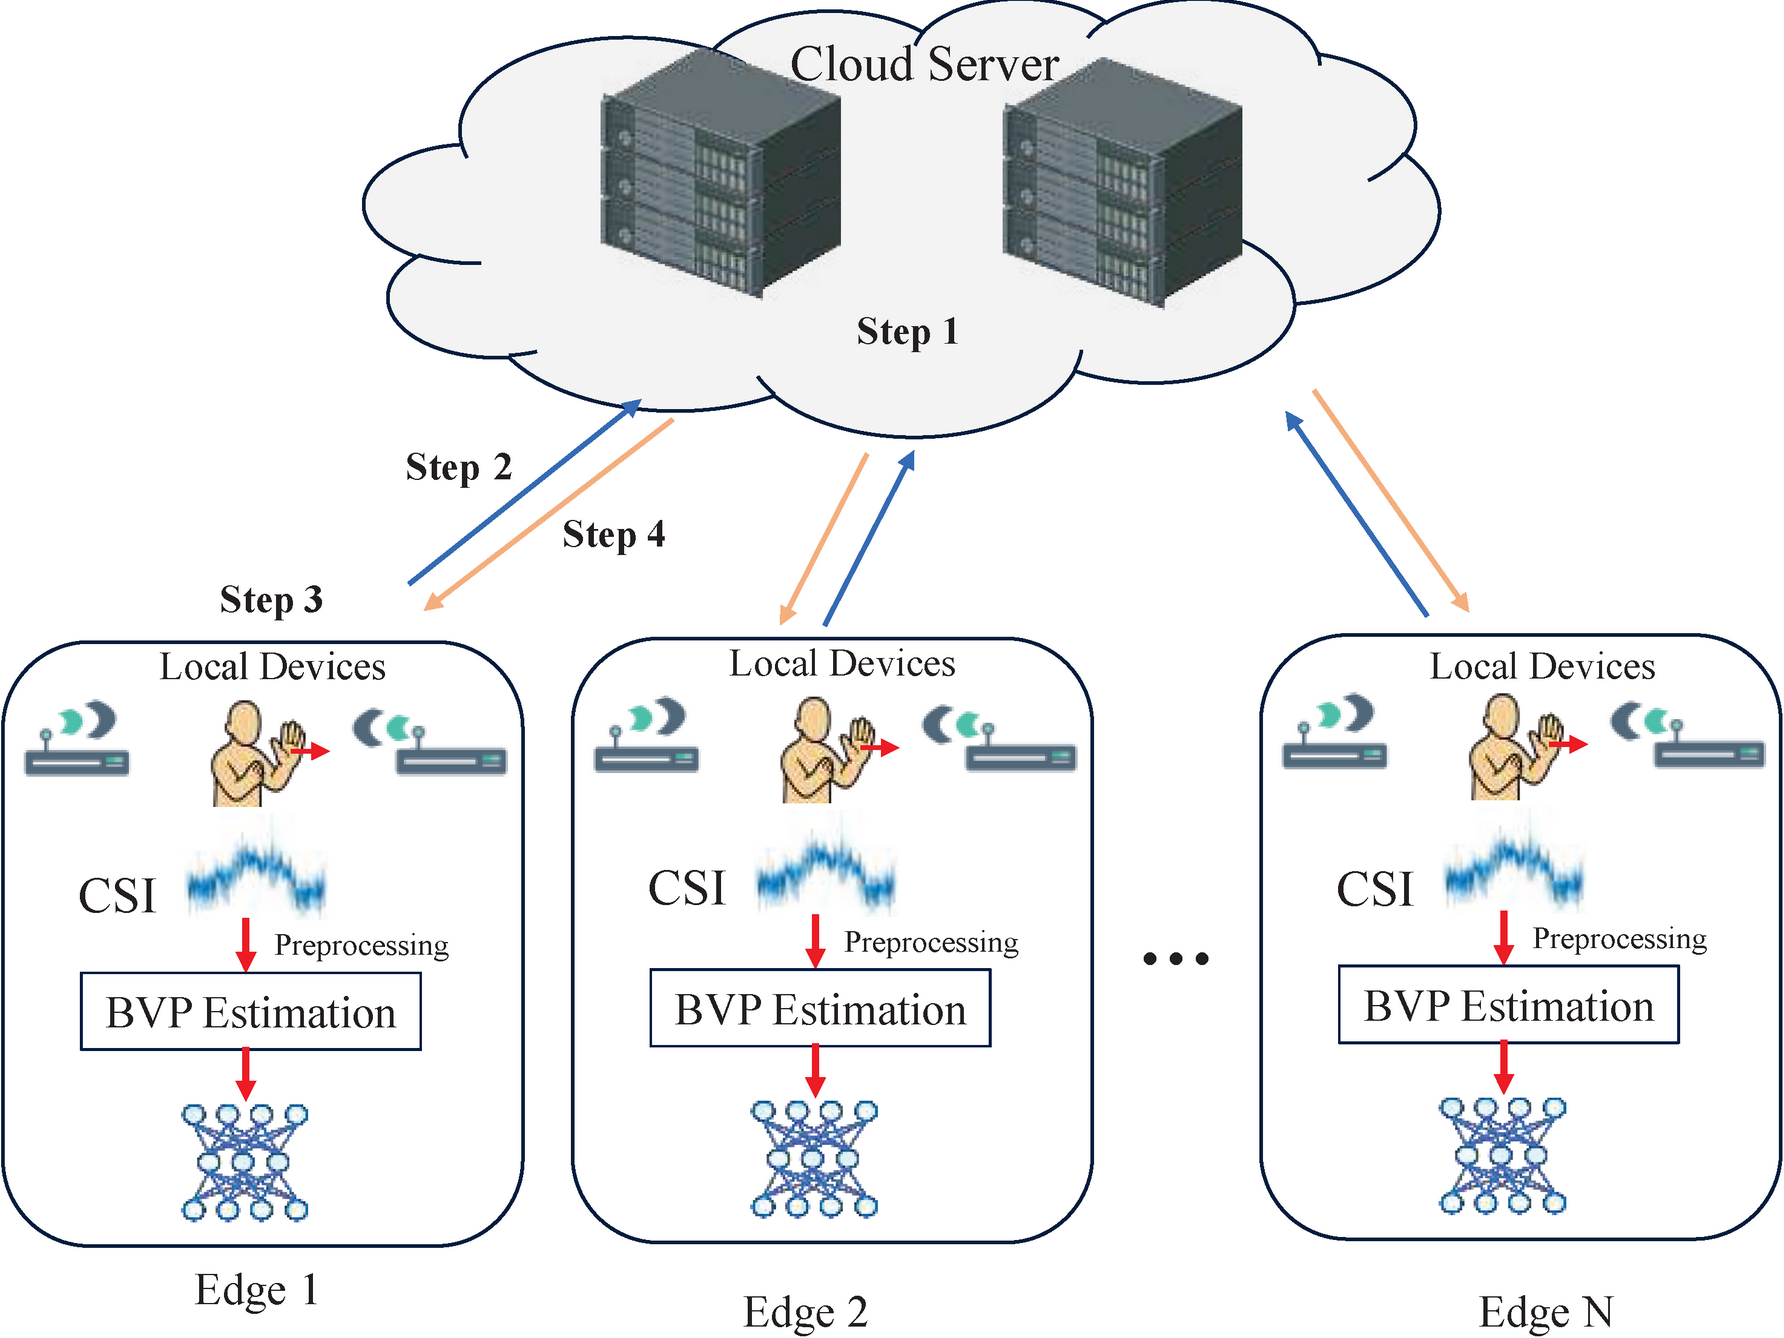 Cloud Server
Step 1
Step 2
Step 4
Step 3
Local Devices
CSI
Preprocessing
BVP Estimation
Edge 1
Local Devices
CSI
Preprocessing
BVP Estimation
Edge 2
...
Local Devices
CSI
Preprocessing
BVP Estimation
Edge N